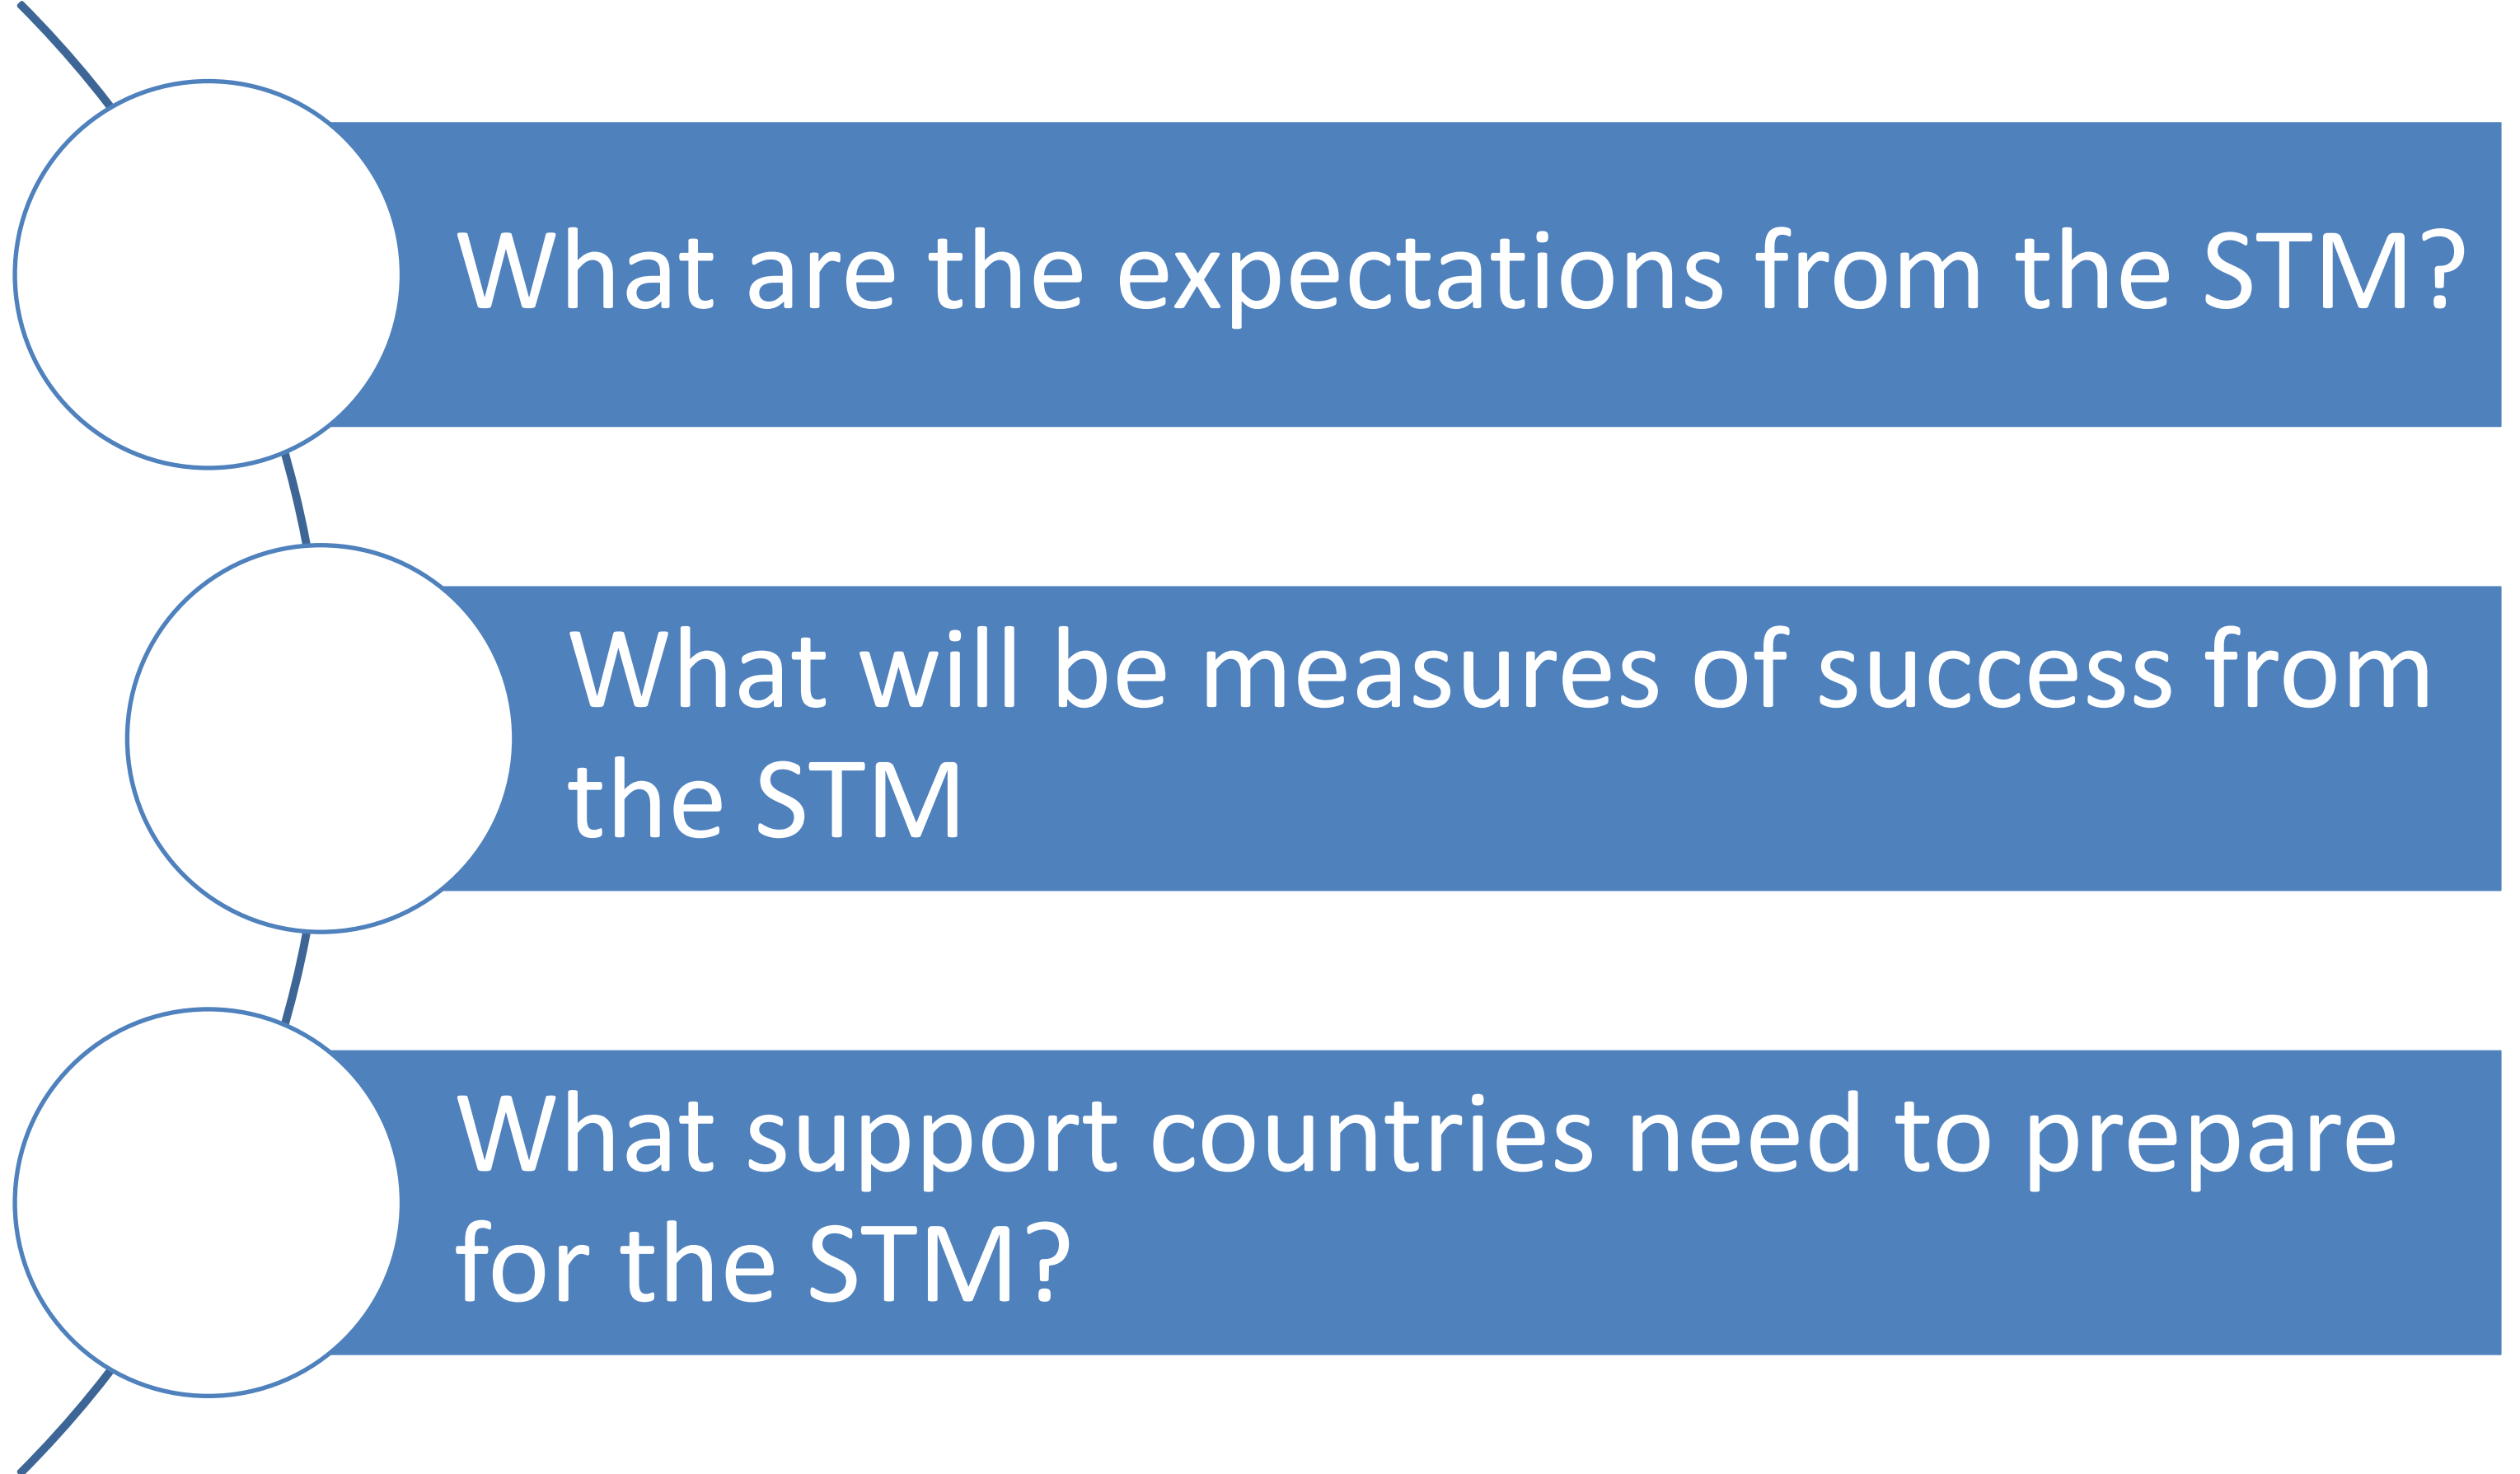 What are the expectations from the STM?
What will be measures of success from
the STM
What support countries need to prepare
for the STM?